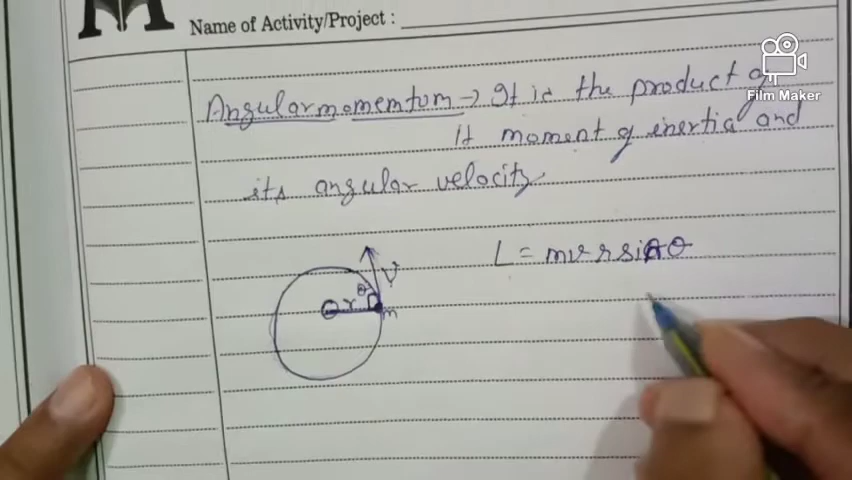 Name of Activity/Project :
Film Maker
Angular momentum → It is the product of
it moment of inertia and
its angular velocity
L = mvr sinθ
θ
V
r
m